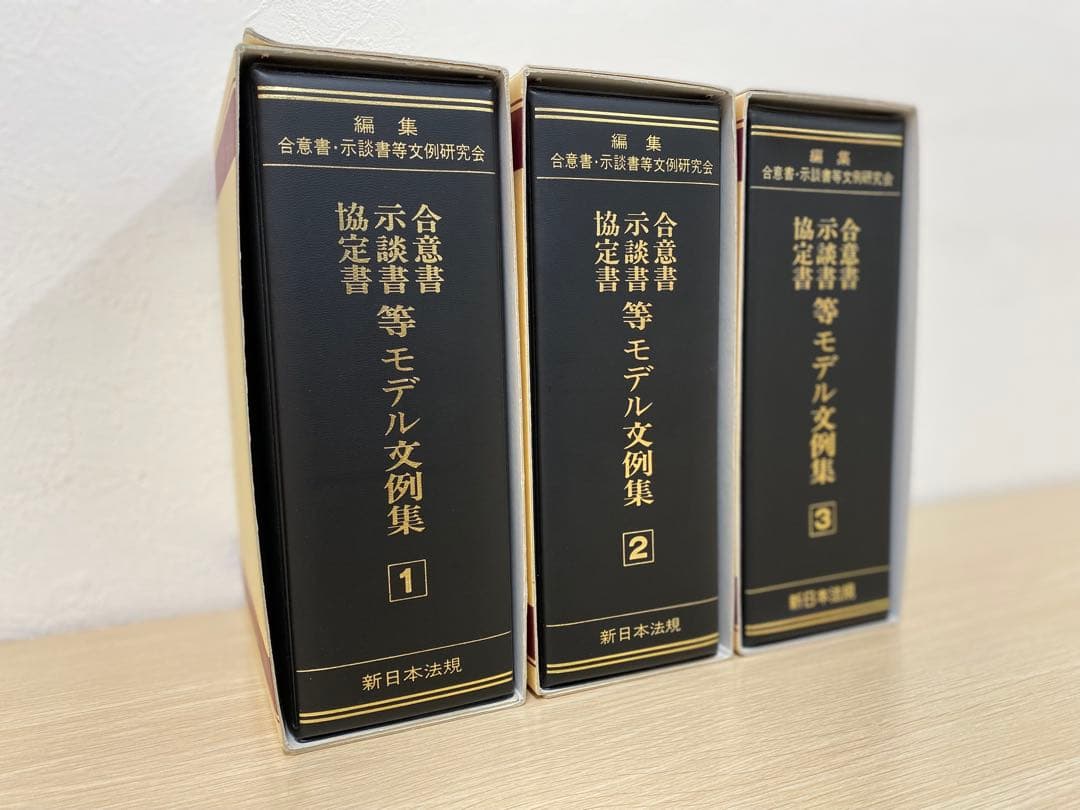 編集
合意書・示談書等文例研究会
合意書
示談書
協定書
等モデル文例集
1
新日本法規
編集
合意書・示談書等文例研究会
合意書
示談書
協定書
等モデル文例集
2
新日本法規
編集
合意書・示談書等文例研究会
合意書
示談書
協定書
等モデル文例集
3
新日本法規